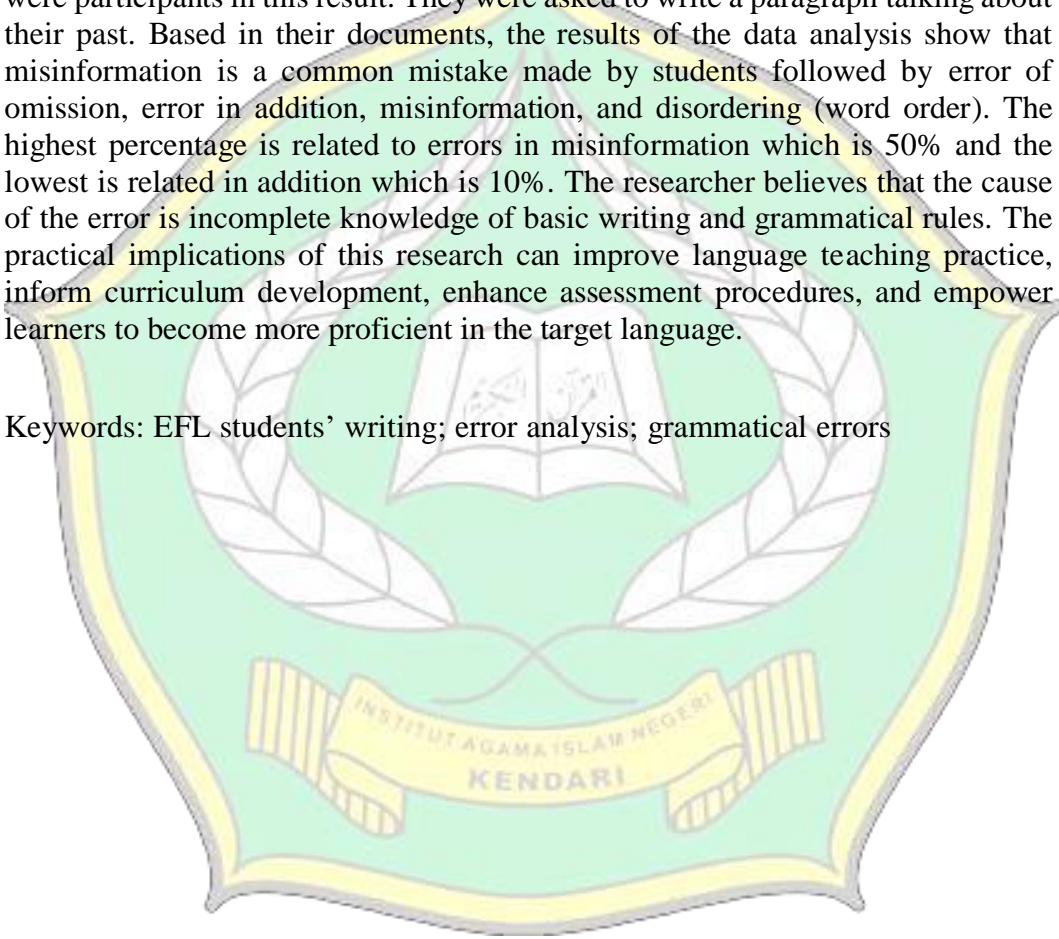 were participants in this result. They were asked to write a paragraph talking about
their past. Based in their documents, the results of the data analysis show that
misinformation is a common mistake made by students followed by error of
omission, error in addition, misinformation, and disordering (word order). The
highest percentage is related to errors in misinformation which is 50% and the
lowest is related in addition which is 10%. The researcher believes that the cause
of the error is incomplete knowledge of basic writing and grammatical rules. The
practical implications of this research can improve language teaching practice,
inform curriculum development, enhance assessment procedures, and empower
learners to become more proficient in the target language.
Keywords: EFL students’ writing; error analysis; grammatical errors
INSTITUT AGAMA ISLAM NEGERI
KENDARI